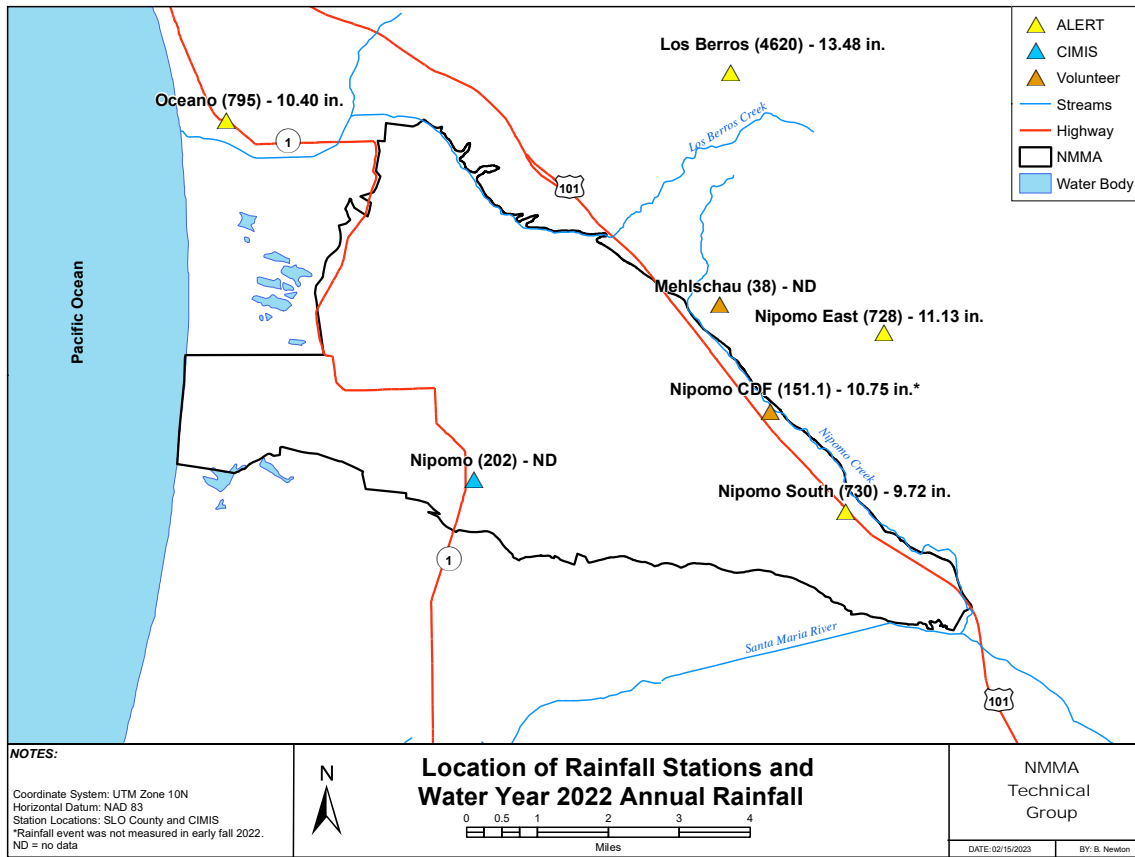 Los Berros (4620) - 13.48 in.
Oceano (795) - 10.40 in.
1
Los Berros Creek
101
Pacific Ocean
Mehlschau (38) - ND
Nipomo East (728) - 11.13 in.
Nipomo CDF (151.1) - 10.75 in.*
Nipomo Creek
Nipomo (202) - ND
Nipomo South (730) - 9.72 in.
1
Santa Maria River
101
ALERT
CIMIS
Volunteer
Streams
Highway
NMMA
Water Body
NOTES:
Coordinate System: UTM Zone 10N
Horizontal Datum: NAD 83
Station Locations: SLO County and CIMIS
*Rainfall event was not measured in early fall 2022.
ND = no data
N
Location of Rainfall Stations and
Water Year 2022 Annual Rainfall
0 0.5 1 2 3 4
Miles
NMMA
Technical
Group
DATE:02/15/2023 BY: B. Newton